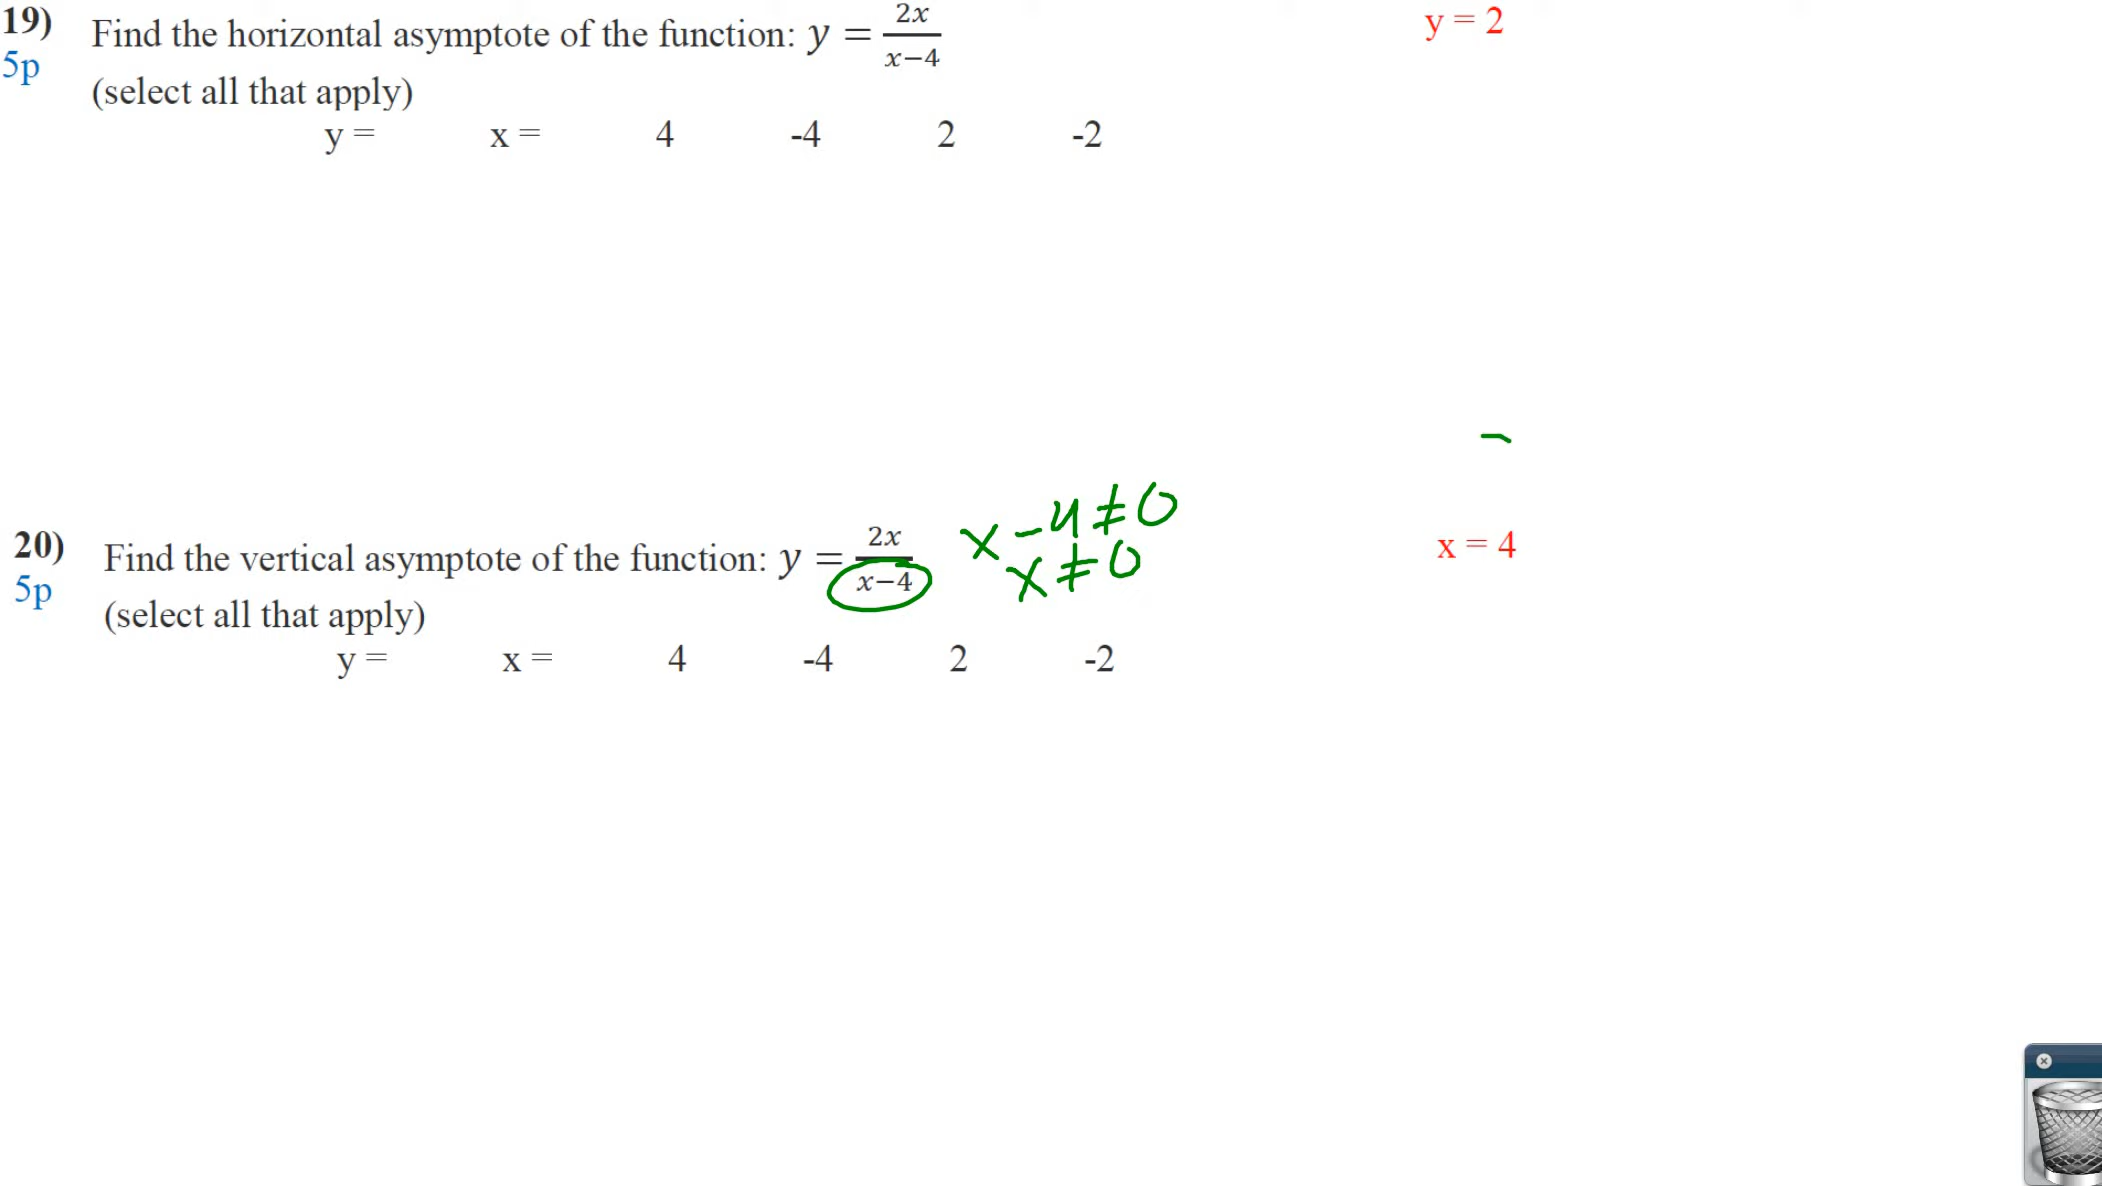 19) Find the horizontal asymptote of the function: y = 2x/x−4 y = 2
5p
(select all that apply)
y = x = 4 -4 2 -2
x − 4 ≠ 0
20) Find the vertical asymptote of the function: y = 2x/x−4 x ≠ 0 x = 4
5p
(select all that apply)
y = x = 4 -4 2 -2